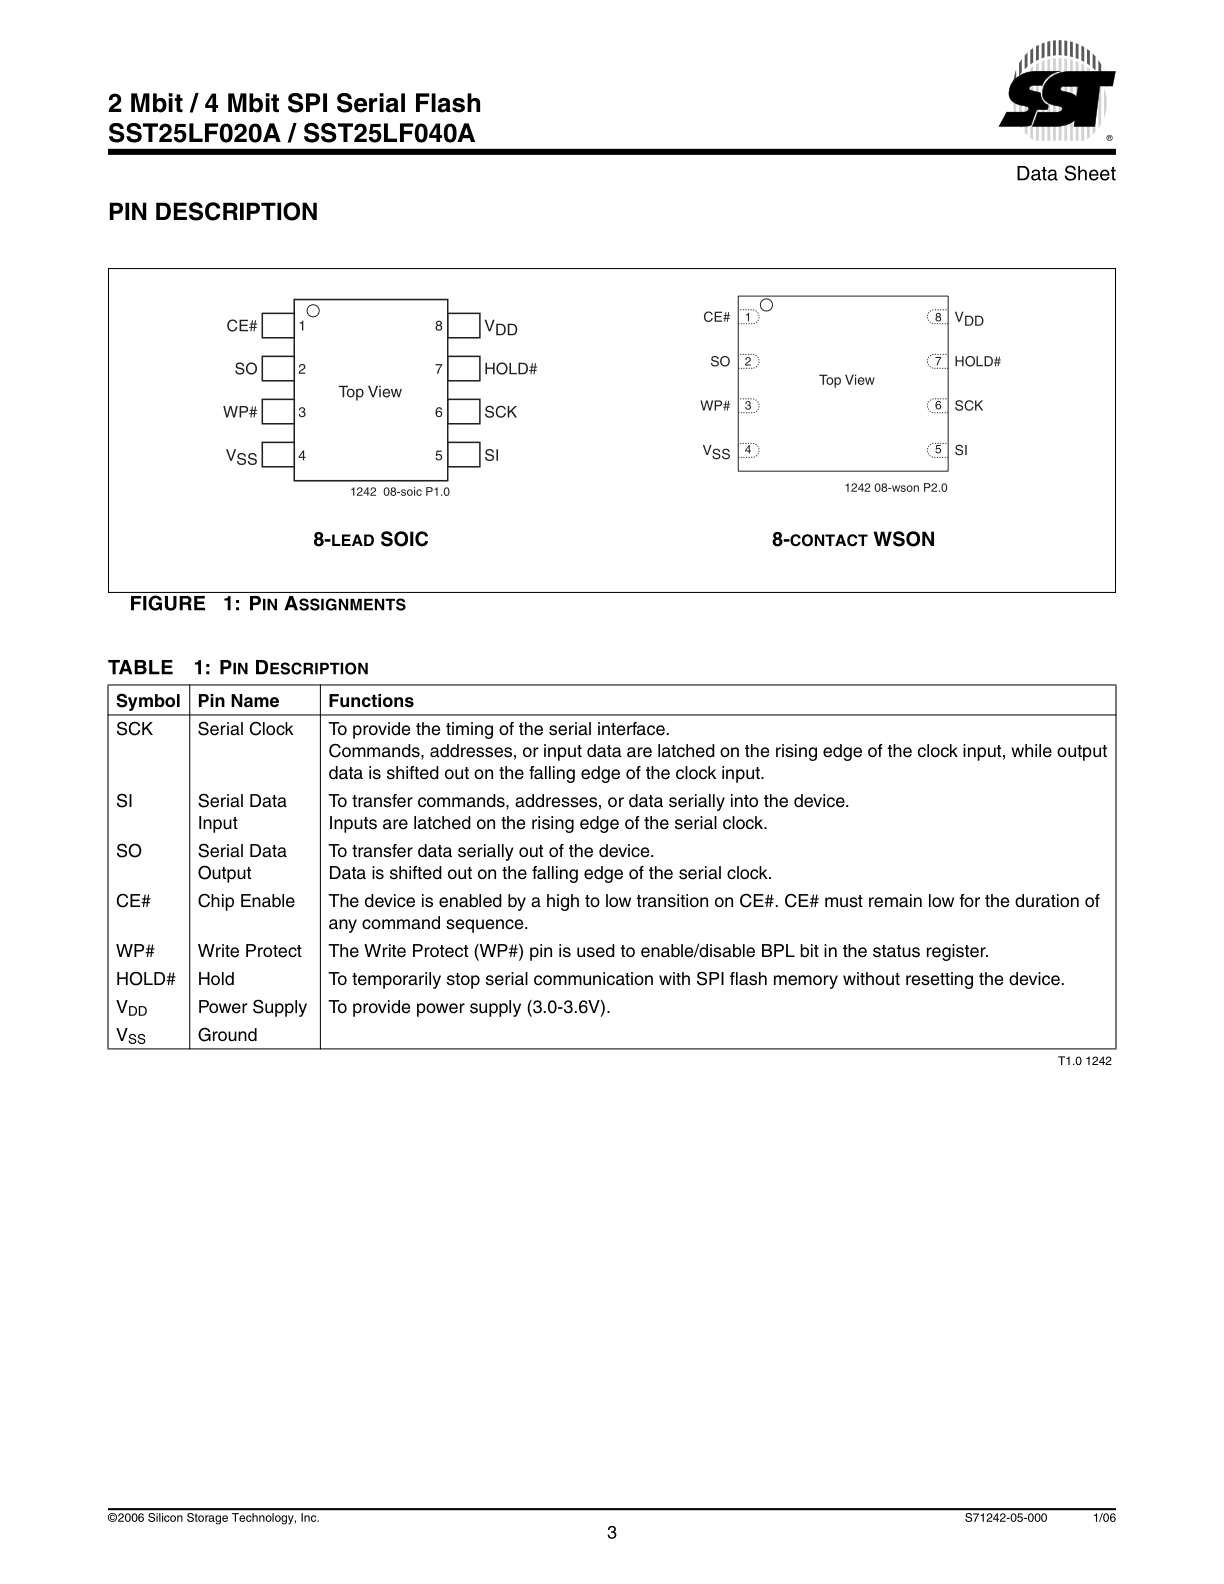 2 Mbit / 4 Mbit SPI Serial Flash
SST25LF020A / SST25LF040A
SST
®
Data Sheet
PIN DESCRIPTION
CE# 1 8 VDD
SO 2 7 HOLD#
Top View
WP# 3 6 SCK
VSS 4 5 SI
1242 08-soic P1.0
8-LEAD SOIC
CE# 1 8 VDD
SO 2 7 HOLD#
Top View
WP# 3 6 SCK
VSS 4 5 SI
1242 08-wson P2.0
8-CONTACT WSON
FIGURE 1: PIN ASSIGNMENTS
TABLE 1: PIN DESCRIPTION
Symbol Pin Name Functions
SCK Serial Clock To provide the timing of the serial interface.
Commands, addresses, or input data are latched on the rising edge of the clock input, while output
data is shifted out on the falling edge of the clock input.
SI Serial Data To transfer commands, addresses, or data serially into the device.
Input Inputs are latched on the rising edge of the serial clock.
SO Serial Data To transfer data serially out of the device.
Output Data is shifted out on the falling edge of the serial clock.
CE# Chip Enable The device is enabled by a high to low transition on CE#. CE# must remain low for the duration of
any command sequence.
WP# Write Protect The Write Protect (WP#) pin is used to enable/disable BPL bit in the status register.
HOLD# Hold To temporarily stop serial communication with SPI flash memory without resetting the device.
VDD Power Supply To provide power supply (3.0-3.6V).
VSS Ground
T1.0 1242
©2006 Silicon Storage Technology, Inc. S71242-05-000 1/06
3